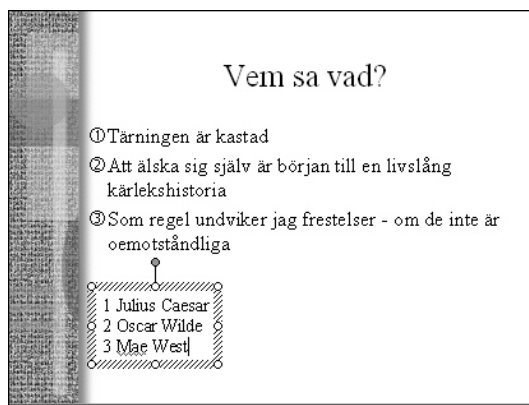 Vem sa vad?
①Tärningen är kastad
②Att älska sig själv är början till en livslång
kärlekshistoria
③Som regel undviker jag frestelser - om de inte är
oemotståndliga
1 Julius Caesar
2 Oscar Wilde
3 Mae West